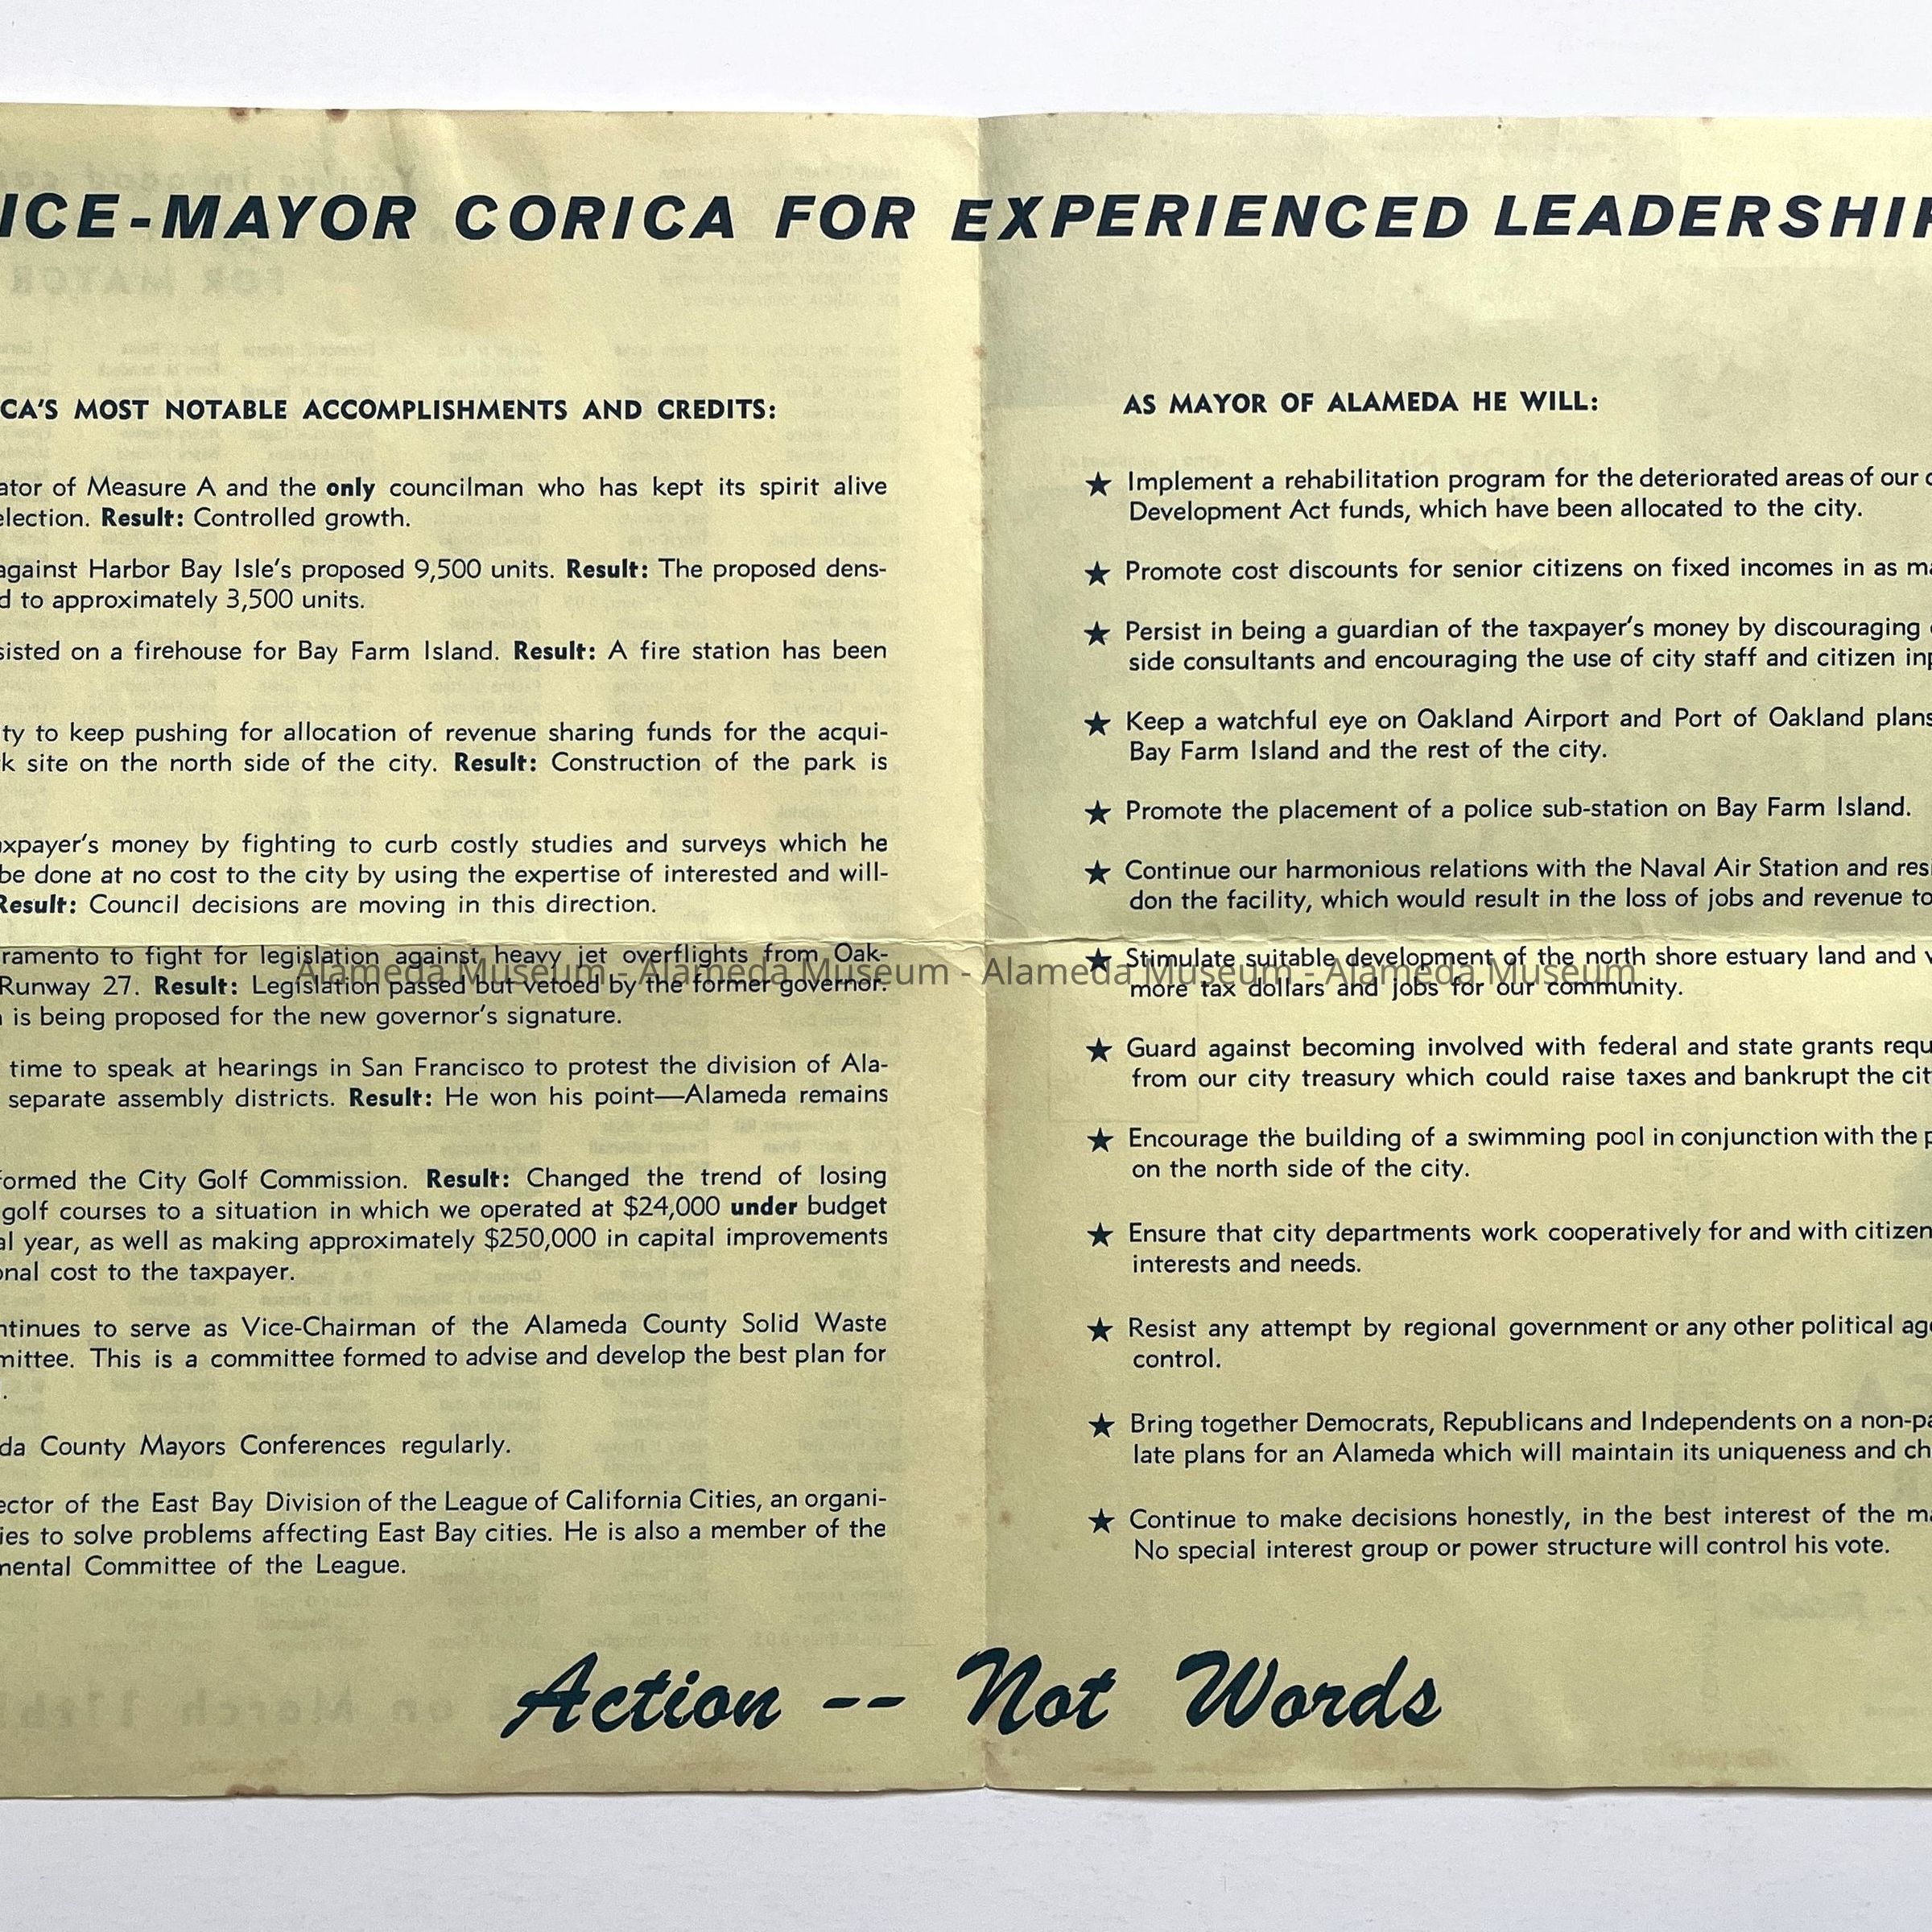 ICE-MAYOR CORICA FOR EXPERIENCED LEADERSHIP
CA'S MOST NOTABLE ACCOMPLISHMENTS AND CREDITS:
ator of Measure A and the only councilman who has kept its spirit alive
election. Result: Controlled growth.
against Harbor Bay Isle's proposed 9,500 units. Result: The proposed dens-
d to approximately 3,500 units.
sisted on a firehouse for Bay Farm Island. Result: A fire station has been
ty to keep pushing for allocation of revenue sharing funds for the acqui-
k site on the north side of the city. Result: Construction of the park is
axpayer's money by fighting to curb costly studies and surveys which he
be done at no cost to the city by using the expertise of interested and will-
Result: Council decisions are moving in this direction.
ramento to fight for legislation against heavy jet overflights from Oak-
Runway 27. Result: Legislation passed but vetoed by the former governor.
n is being proposed for the new governor's signature.
time to speak at hearings in San Francisco to protest the division of Ala-
separate assembly districts. Result: He won his point—Alameda remains
formed the City Golf Commission. Result: Changed the trend of losing
golf courses to a situation in which we operated at $24,000 under budget
al year, as well as making approximately $250,000 in capital improvements
onal cost to the taxpayer.
ntinues to serve as Vice-Chairman of the Alameda County Solid Waste
mittee. This is a committee formed to advise and develop the best plan for
.
da County Mayors Conferences regularly.
ector of the East Bay Division of the League of California Cities, an organi-
ies to solve problems affecting East Bay cities. He is also a member of the
mental Committee of the League.
AS MAYOR OF ALAMEDA HE WILL:
★ Implement a rehabilitation program for the deteriorated areas of our c
Development Act funds, which have been allocated to the city.
★ Promote cost discounts for senior citizens on fixed incomes in as ma
★ Persist in being a guardian of the taxpayer's money by discouraging
side consultants and encouraging the use of city staff and citizen inp
★ Keep a watchful eye on Oakland Airport and Port of Oakland plans
Bay Farm Island and the rest of the city.
★ Promote the placement of a police sub-station on Bay Farm Island.
★ Continue our harmonious relations with the Naval Air Station and resi
don the facility, which would result in the loss of jobs and revenue to
★ Stimulate suitable development of the north shore estuary land and w
more tax dollars and jobs for our community.
★ Guard against becoming involved with federal and state grants requ
from our city treasury which could raise taxes and bankrupt the cit
★ Encourage the building of a swimming pool in conjunction with the p
on the north side of the city.
★ Ensure that city departments work cooperatively for and with citizen
interests and needs.
★ Resist any attempt by regional government or any other political age
control.
★ Bring together Democrats, Republicans and Independents on a non-pa
late plans for an Alameda which will maintain its uniqueness and ch
★ Continue to make decisions honestly, in the best interest of the ma
No special interest group or power structure will control his vote.
Action -- Not Words
Alameda Museum - Alameda Museum - Alameda Museum - Alameda Museum